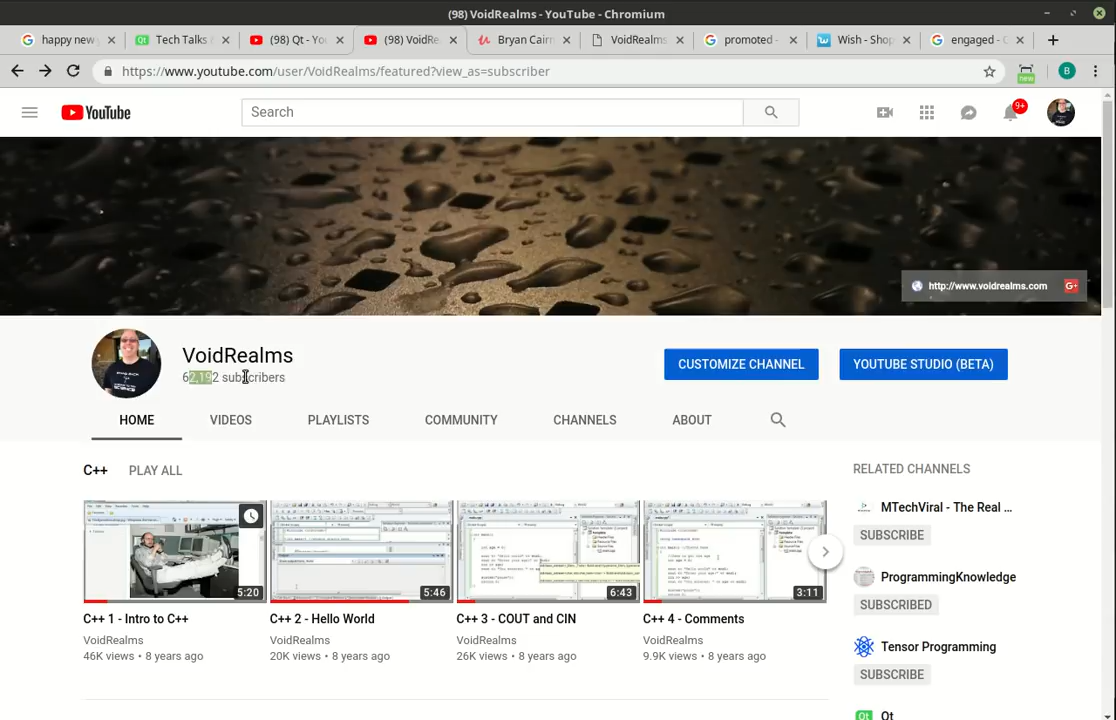 (98) VoidRealms - YouTube - Chromium
happy new
Tech Talks &
(98) Qt - You
(98) VoidRe
Bryan Cairn
VoidRealms
promoted -
Wish - Shop
engaged - G
https://www.youtube.com/user/VoidRealms/featured?view_as=subscriber
B
new
YouTube
Search
9+
http://www.voidrealms.com
G+
VoidRealms
62,192 subscribers
CUSTOMIZE CHANNEL
YOUTUBE STUDIO (BETA)
HOME
VIDEOS
PLAYLISTS
COMMUNITY
CHANNELS
ABOUT
C++
PLAY ALL
RELATED CHANNELS
5:20
5:46
6:43
3:11
C++ 1 - Intro to C++
C++ 2 - Hello World
C++ 3 - COUT and CIN
C++ 4 - Comments
VoidRealms
VoidRealms
VoidRealms
VoidRealms
46K views • 8 years ago
20K views • 8 years ago
26K views • 8 years ago
9.9K views • 8 years ago
MTechViral - The Real ...
SUBSCRIBE
ProgrammingKnowledge
SUBSCRIBED
Tensor Programming
SUBSCRIBE
Qt